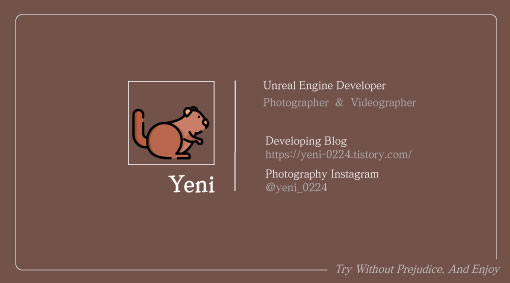 Unreal Engine Developer
Photographer & Videographer
Developing Blog
https://yeni-0224.tistory.com/
Photography Instagram
@yeni_0224
Yeni
Try Without Prejudice. And Enjoy